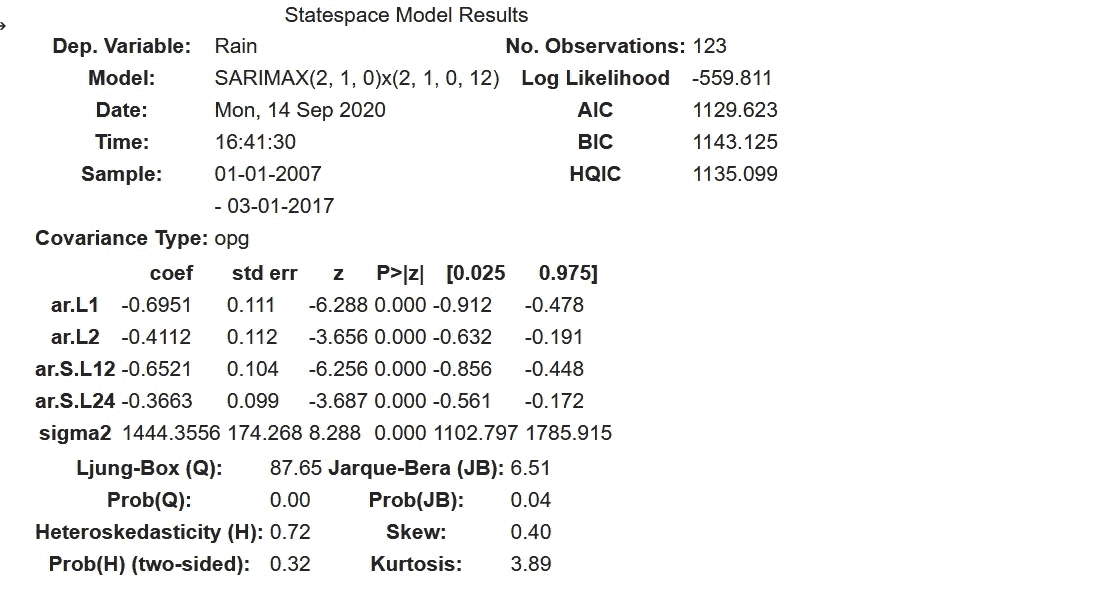 Statespace Model Results
Dep. Variable: Rain No. Observations: 123
Model: SARIMAX(2, 1, 0)x(2, 1, 0, 12) Log Likelihood -559.811
Date: Mon, 14 Sep 2020 AIC 1129.623
Time: 16:41:30 BIC 1143.125
Sample: 01-01-2007 HQIC 1135.099
- 03-01-2017
Covariance Type: opg
coef std err z P>|z| [0.025 0.975]
ar.L1 -0.6951 0.111 -6.288 0.000 -0.912 -0.478
ar.L2 -0.4112 0.112 -3.656 0.000 -0.632 -0.191
ar.S.L12 -0.6521 0.104 -6.256 0.000 -0.856 -0.448
ar.S.L24 -0.3663 0.099 -3.687 0.000 -0.561 -0.172
sigma2 1444.3556 174.268 8.288 0.000 1102.797 1785.915
Ljung-Box (Q): 87.65 Jarque-Bera (JB): 6.51
Prob(Q): 0.00 Prob(JB): 0.04
Heteroskedasticity (H): 0.72 Skew: 0.40
Prob(H) (two-sided): 0.32 Kurtosis: 3.89